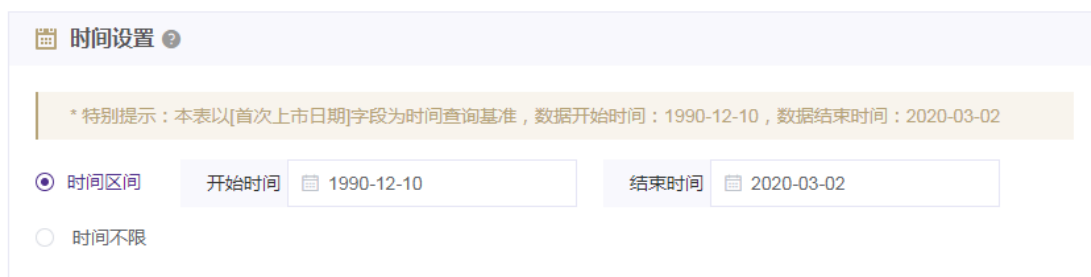 时间设置 ?
* 特别提示：本表以[首次上市日期]字段为时间查询基准，数据开始时间：1990-12-10，数据结束时间：2020-03-02
时间区间 开始时间 1990-12-10 结束时间 2020-03-02
时间不限